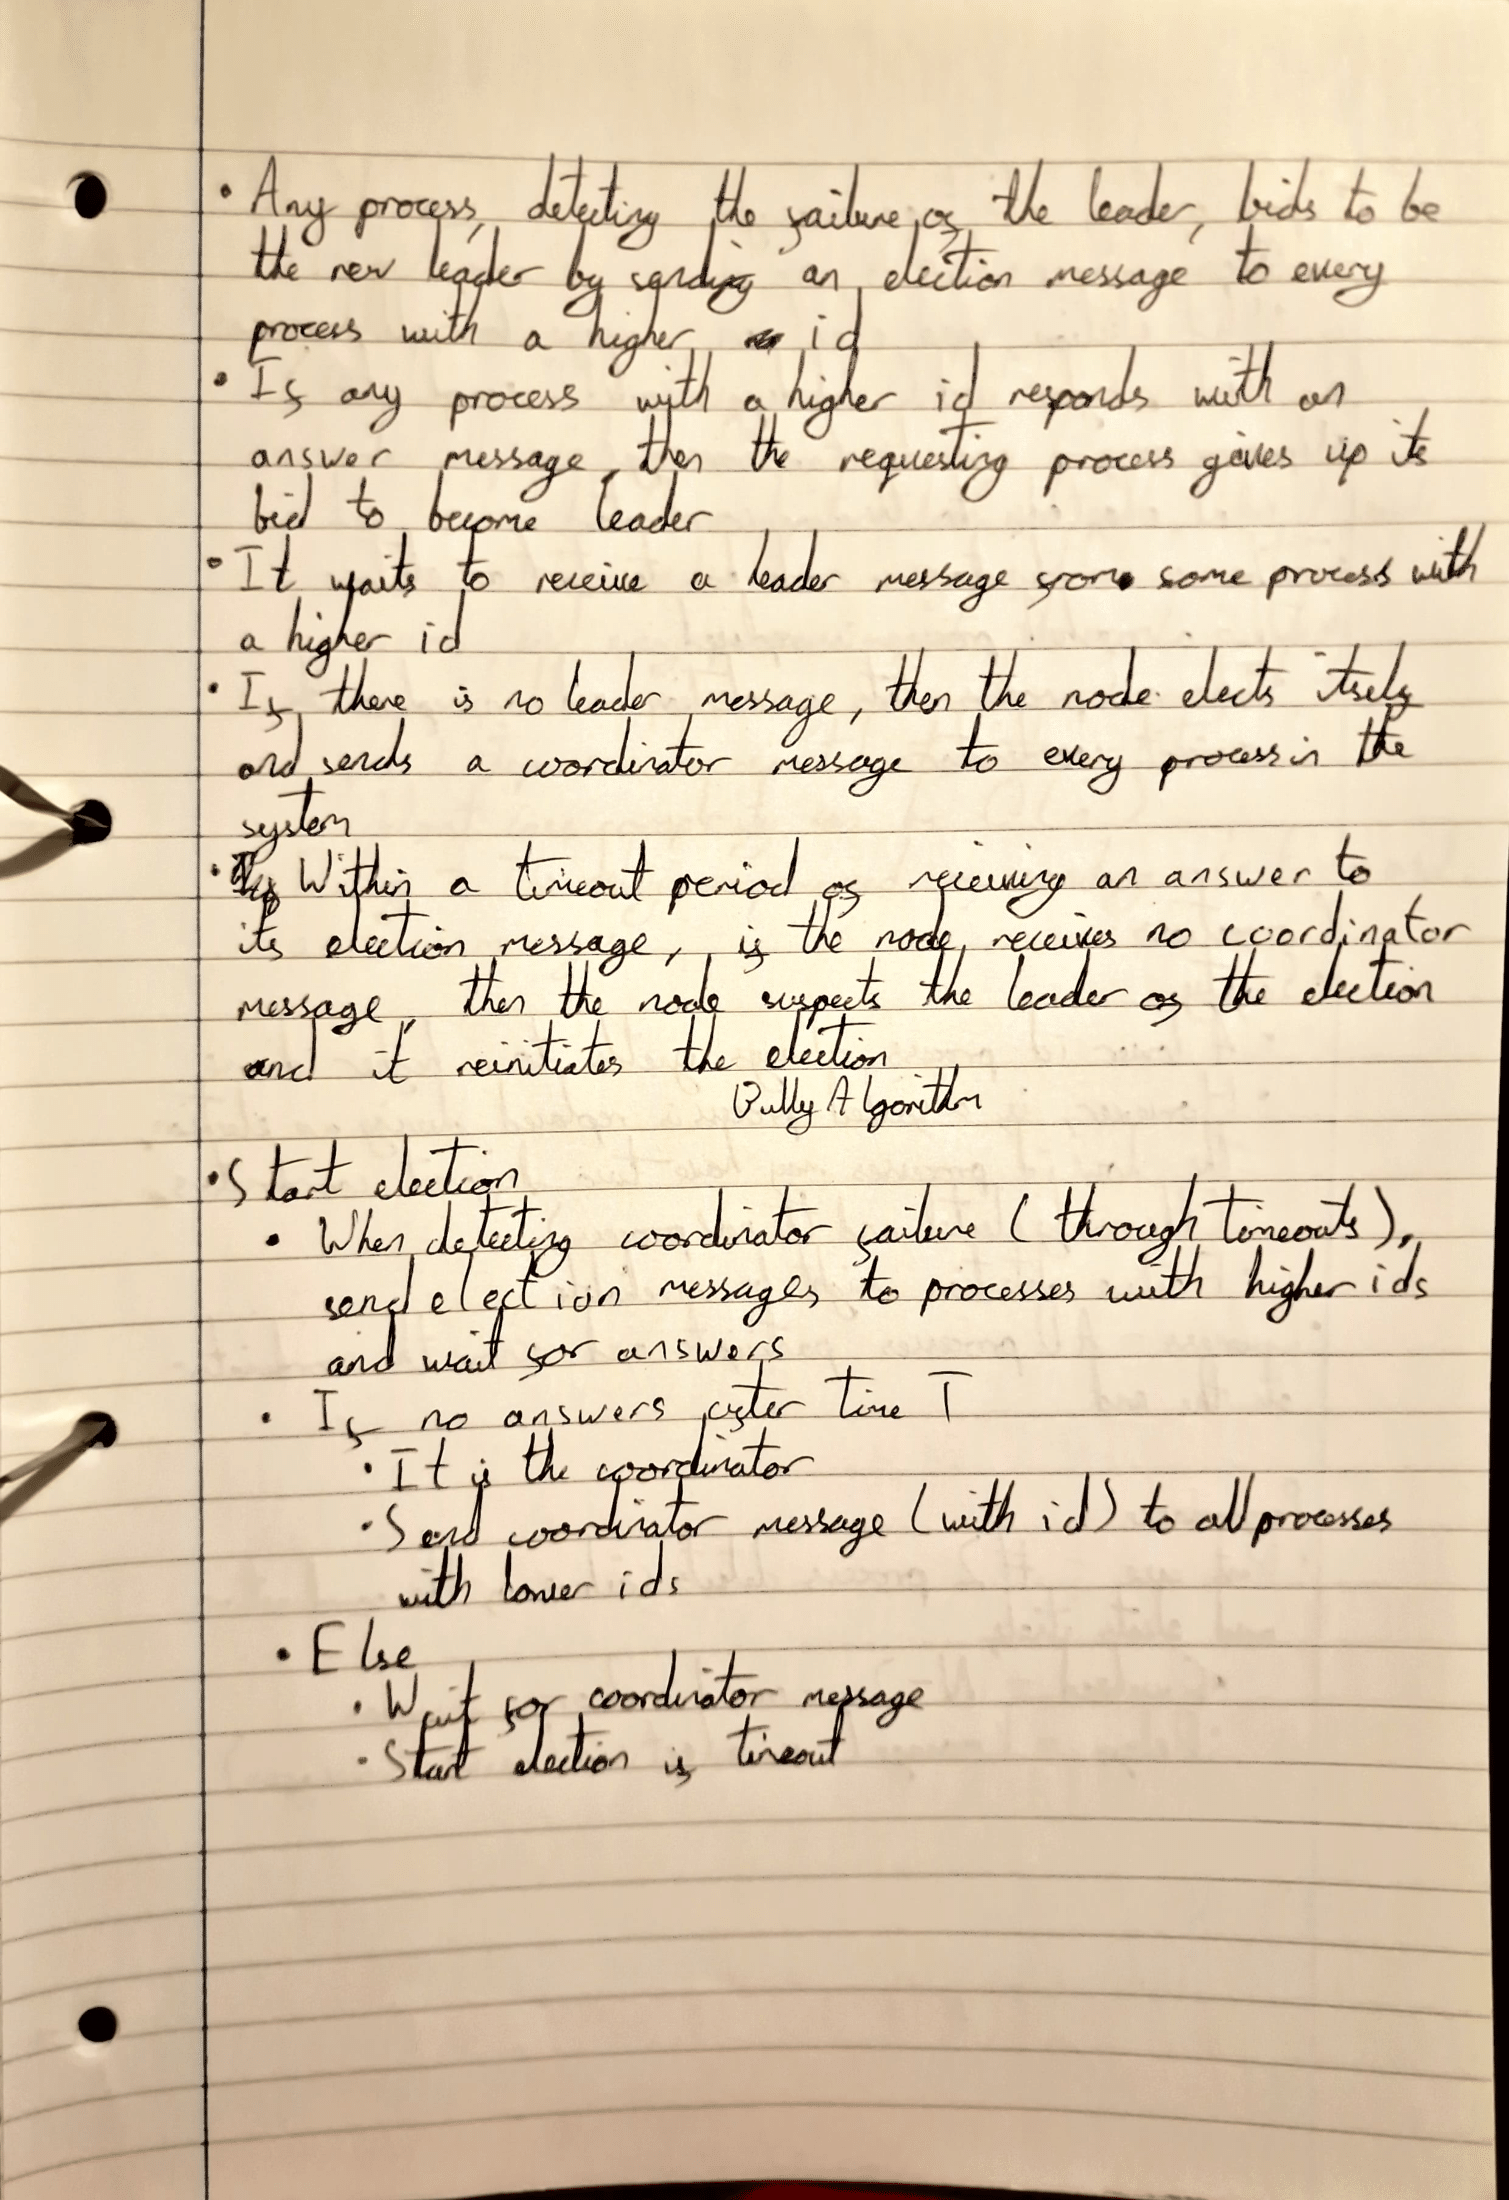 • Any process, detecting the failure of the leader, bids to be
the new leader by sending an election message to every
process with a higher id
• If any process with a higher id responds with an
answer message, then the requesting process gives up its
bid to become leader
• It waits to receive a leader message from some process with
a higher id
• If there is no leader message, then the node elects itself
and sends a coordinator message to every process in the
system
• Within a timeout period of receiving an answer to
its election message, if the node receives no coordinator
message, then the node suspects the leader of the election
and it reinitiates the election
Bully Algorithm
• Start election
• When detecting coordinator failure (through timeouts),
send election messages to processes with higher ids
and wait for answers
• If no answers after time T
• It is the coordinator
• Send coordinator message (with id) to all processes
with lower ids
• Else
• Wait for coordinator message
• Start election if timeout